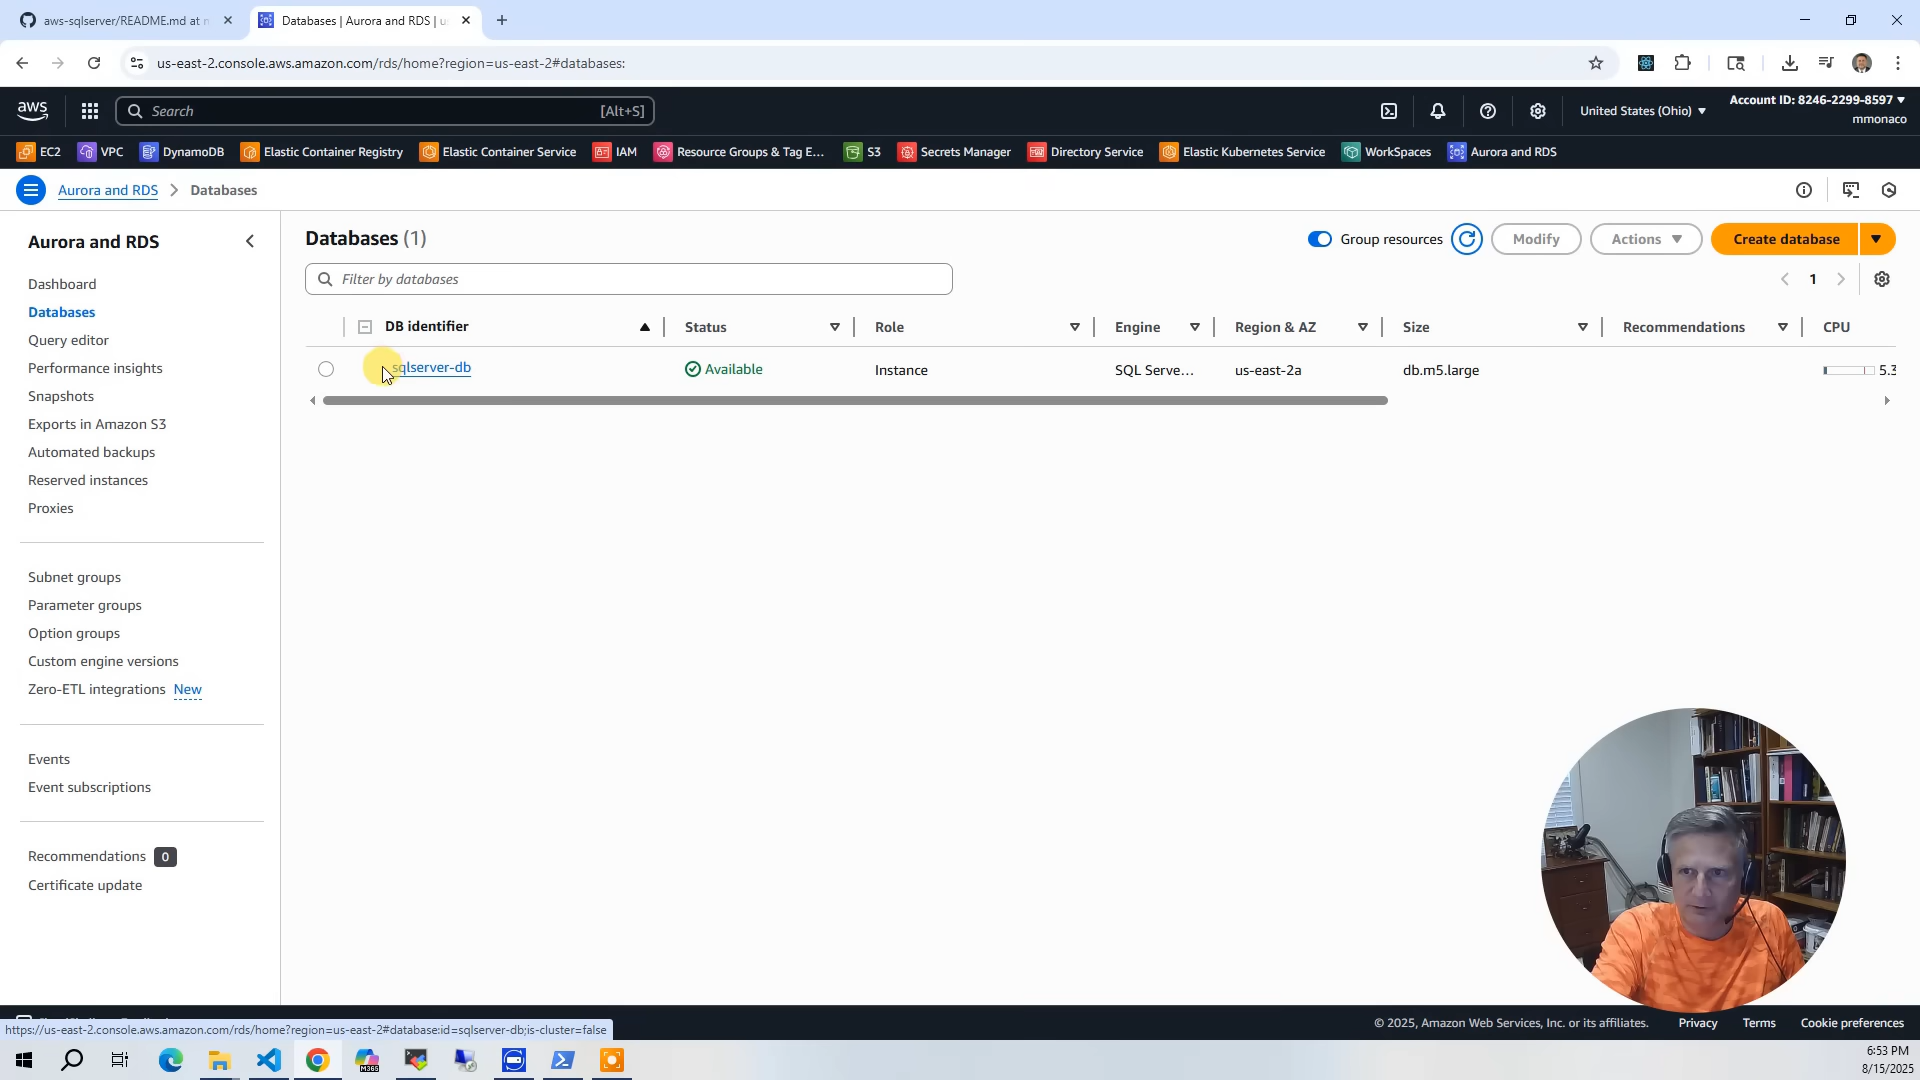 aws-sqlserver/README.md at
Databases | Aurora and RDS | u
us-east-2.console.aws.amazon.com/rds/home?region=us-east-2#databases:
aws
Search
[Alt+S]
United States (Ohio)
Account ID: 8246-2299-8597
mmonaco
EC2
VPC
DynamoDB
Elastic Container Registry
Elastic Container Service
IAM
Resource Groups & Tag E...
S3
Secrets Manager
Directory Service
Elastic Kubernetes Service
WorkSpaces
Aurora and RDS
Aurora and RDS
Databases
Aurora and RDS
Dashboard
Databases
Query editor
Performance insights
Snapshots
Exports in Amazon S3
Automated backups
Reserved instances
Proxies
Subnet groups
Parameter groups
Option groups
Custom engine versions
Zero-ETL integrations New
Events
Event subscriptions
Recommendations 0
Certificate update
Databases (1)
Group resources
Modify
Actions
Create database
Filter by databases
1
DB identifier
Status
Role
Engine
Region & AZ
Size
Recommendations
CPU
sqlserver-db
Available
Instance
SQL Serve...
us-east-2a
db.m5.large
5.3
https://us-east-2.console.aws.amazon.com/rds/home?region=us-east-2#database:id=sqlserver-db;is-cluster=false
© 2025, Amazon Web Services, Inc. or its affiliates.
Privacy
Terms
Cookie preferences
M365
6:53 PM
8/15/2025